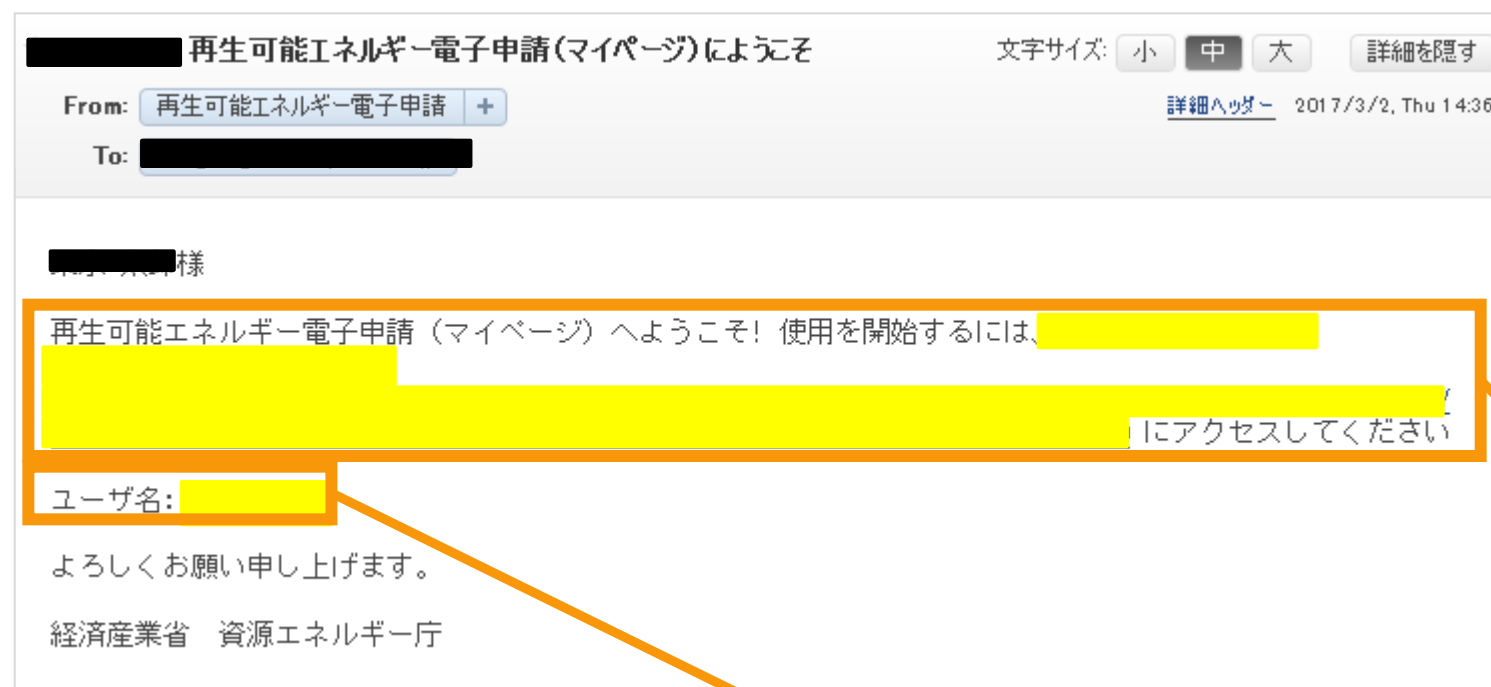 再生可能エネルギー電子申請(マイページ)にようこそ
文字サイズ: 小 中 大 詳細を隠す
From: 再生可能エネルギー電子申請 +
詳細ヘッダー 2017/3/2, Thu 14:36
To:
様
再生可能エネルギー電子申請（マイページ）へようこそ! 使用を開始するには、
にアクセスしてください
ユーザ名:
よろしくお願い申し上げます。
経済産業省　資源エネルギー庁